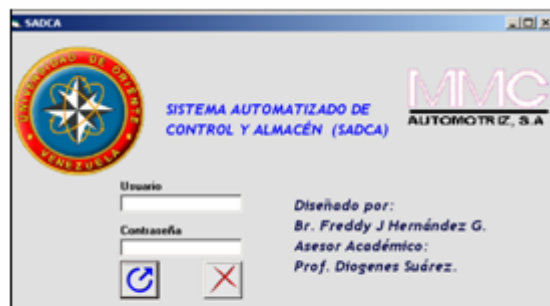 SADCA
UNIVERSIDAD DE ORIENTE
VENEZUELA
SISTEMA AUTOMATIZADO DE
CONTROL Y ALMACÉN (SADCA)
MMC
AUTOMOTRIZ, S.A
Usuario
Contraseña
Diseñado por:
Br. Freddy J Hernández G.
Asesor Académico:
Prof. Diogenes Suárez.